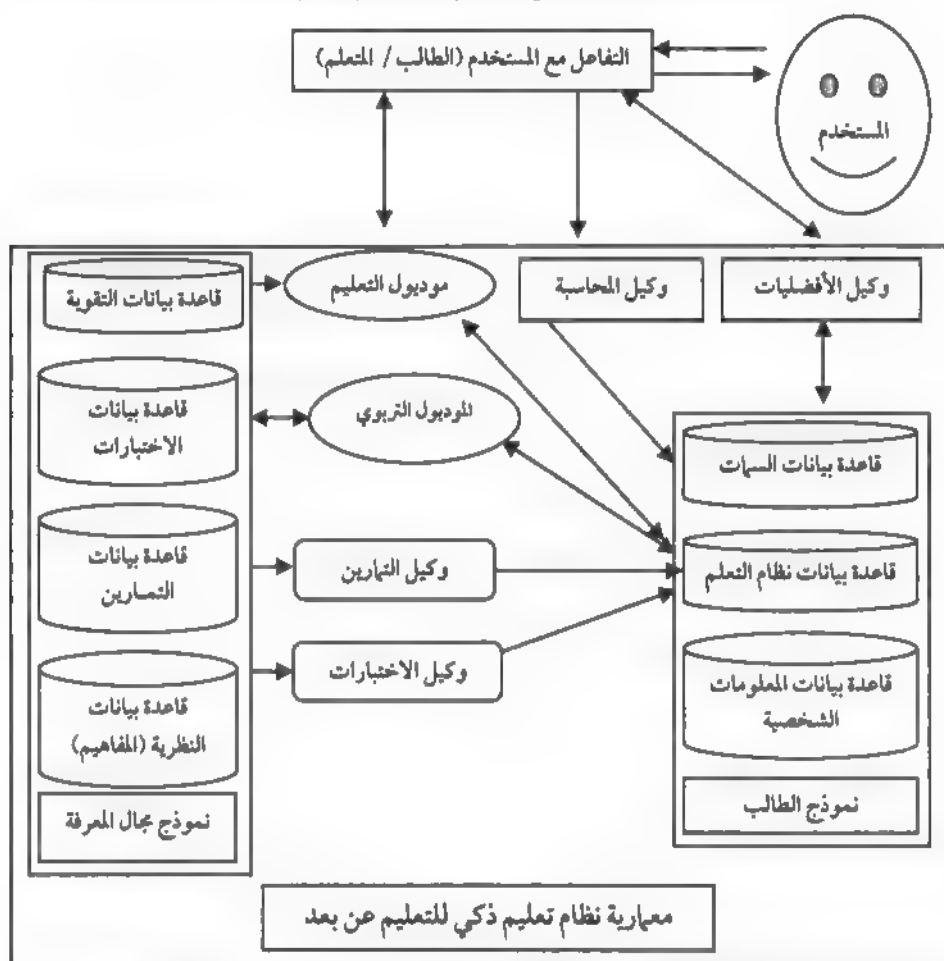 التفاعل مع المستخدم (الطالب / المتعلم)
المستخدم
قاعدة بيانات التقوية
موديول التعليم
وكيل المحاسبة
وكيل الأفضليات
قاعدة بيانات
الاختبارات
الموديول التربوي
قاعدة بيانات السمات
قاعدة بيانات
التمارين
وكيل التمارين
قاعدة بيانات نظام التعلم
قاعدة بيانات
النظرية (المفاهيم)
وكيل الاختبارات
قاعدة بيانات المعلومات
الشخصية
نموذج مجال المعرفة
نموذج الطالب
معمارية نظام تعليم ذكي للتعليم عن بعد